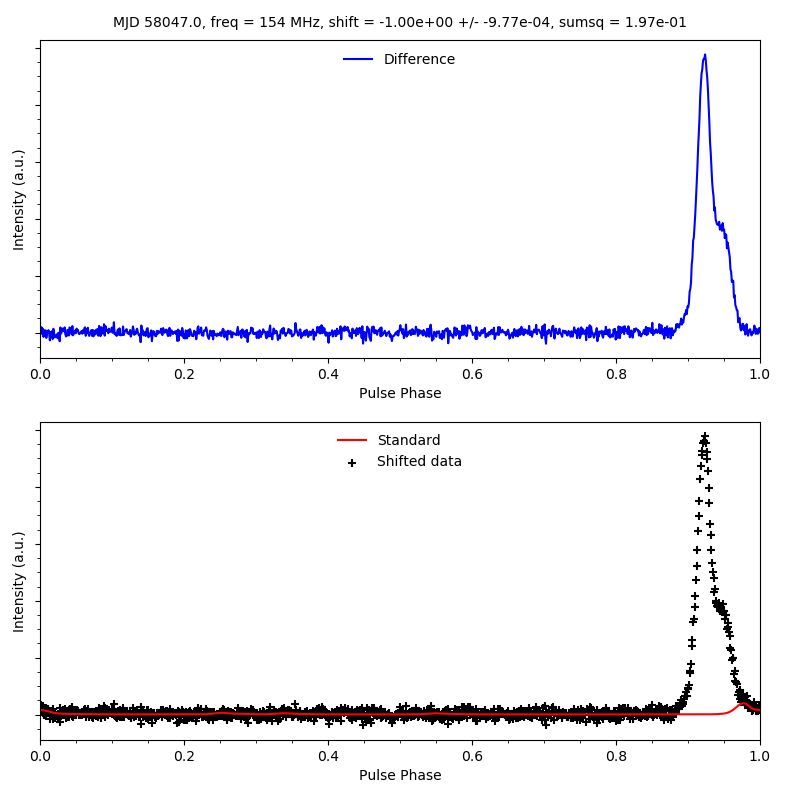 MJD 58047.0, freq = 154 MHz, shift = -1.00e+00 +/- -9.77e-04, sumsq = 1.97e-01
Difference
Intensity (a.u.)
0.0 0.2 0.4 0.6 0.8 1.0
Pulse Phase
Standard
Shifted data
Intensity (a.u.)
0.0 0.2 0.4 0.6 0.8 1.0
Pulse Phase